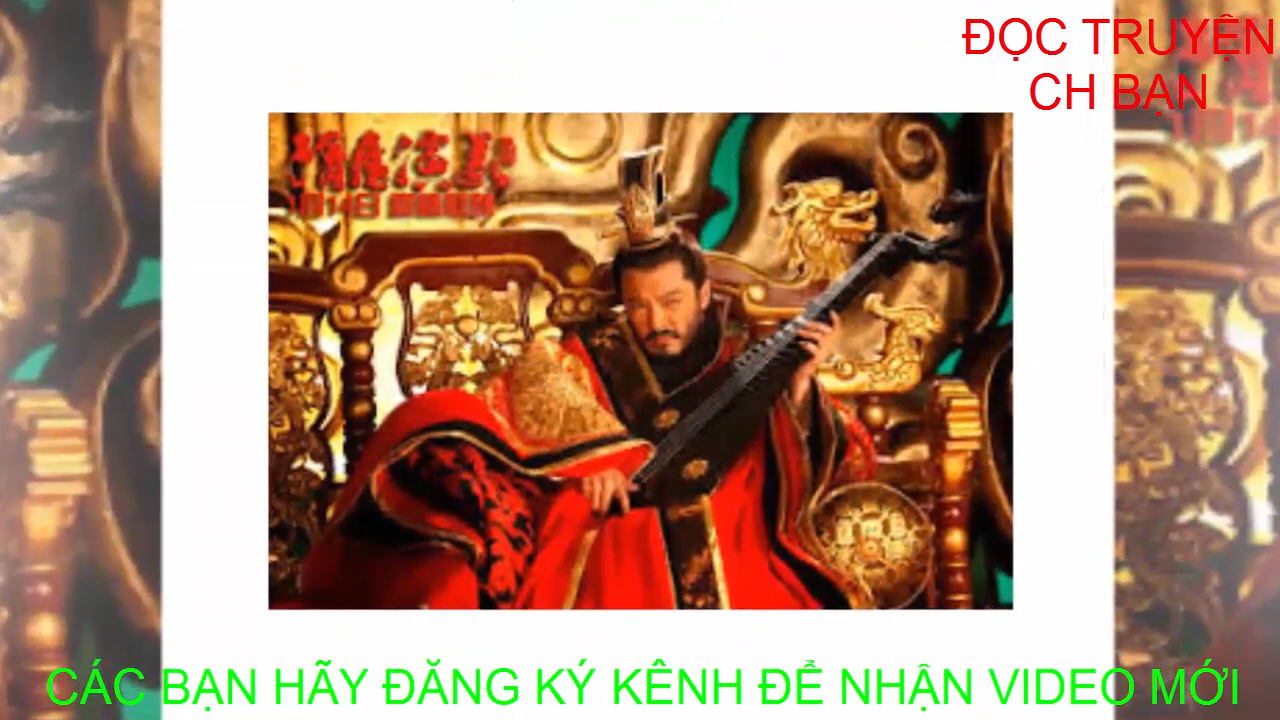 ĐỌC TRUYỆN
CH BẠN
CÁC BẠN HÃY ĐĂNG KÝ KÊNH ĐỂ NHẬN VIDEO MỚI